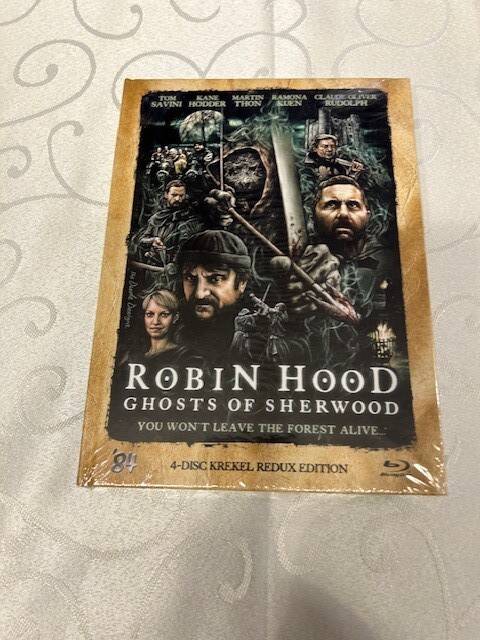 TOM SAVINI KANE HODDER MARTIN THON RAMONA KUEN CLAUDE-OLIVER RUDOLPH
ROBIN HOOD
GHOSTS OF SHERWOOD
YOU WON'T LEAVE THE FOREST ALIVE...
'84
4-DISC KREKEL REDUX EDITION